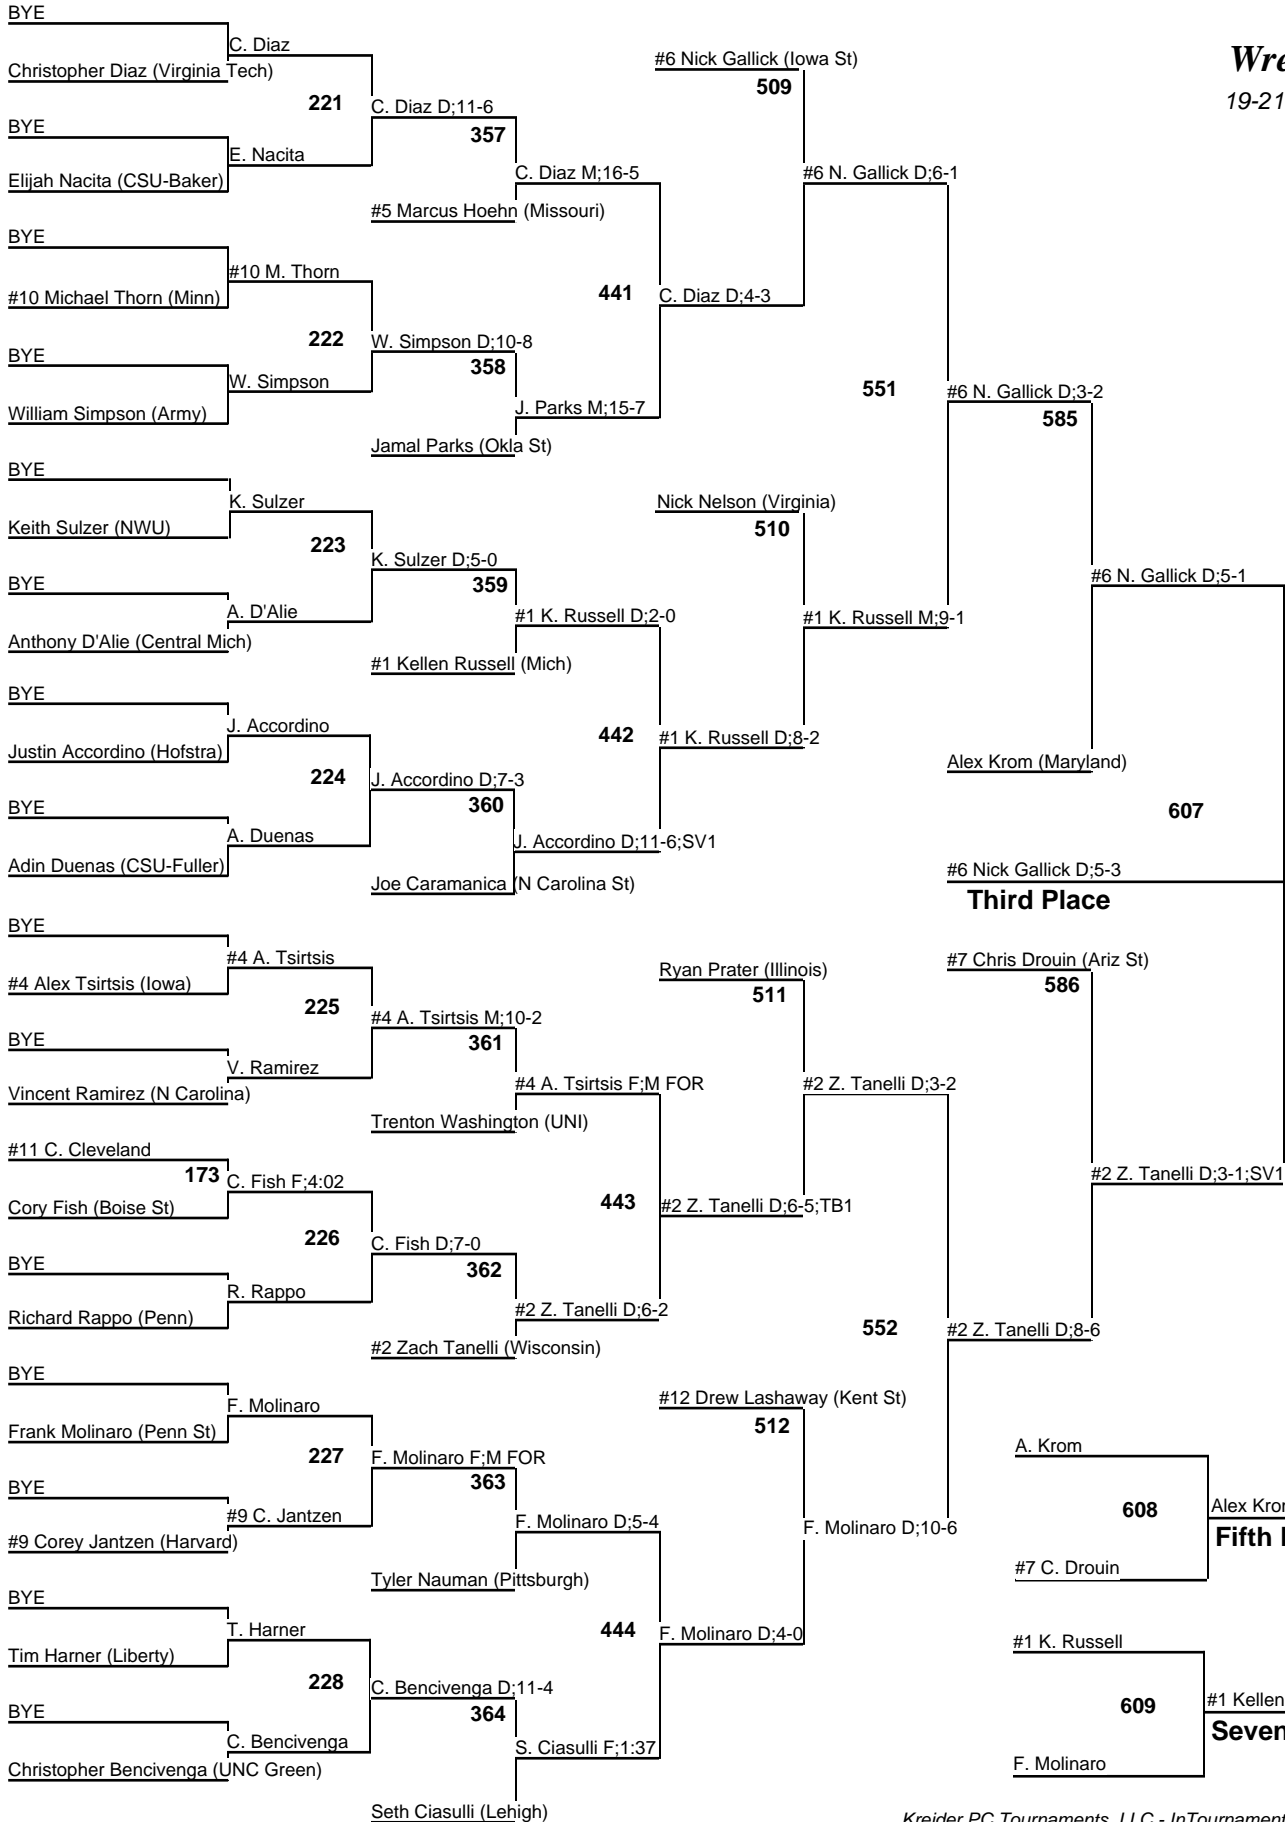 BYE
C. Diaz
Christopher Diaz (Virginia Tech)
221
C. Diaz D;11-6
357
BYE
E. Nacita
Elijah Nacita (CSU-Baker)
C. Diaz M;16-5
#5 Marcus Hoehn (Missouri)
BYE
#10 M. Thorn
#10 Michael Thorn (Minn)
441
C. Diaz D;4-3
222
W. Simpson D;10-8
358
BYE
W. Simpson
William Simpson (Army)
J. Parks M;15-7
Jamal Parks (Okla St)
#6 Nick Gallick (Iowa St)
509
#6 N. Gallick D;6-1
Wre
19-21
551
#6 N. Gallick D;3-2
585
BYE
K. Sulzer
Keith Sulzer (NWU)
223
K. Sulzer D;5-0
359
BYE
A. D'Alie
Anthony D'Alie (Central Mich)
#1 K. Russell D;2-0
#1 Kellen Russell (Mich)
Nick Nelson (Virginia)
510
#1 K. Russell M;9-1
#6 N. Gallick D;5-1
BYE
J. Accordino
Justin Accordino (Hofstra)
442
#1 K. Russell D;8-2
224
J. Accordino D;7-3
360
BYE
A. Duenas
Adin Duenas (CSU-Fuller)
J. Accordino D;11-6;SV1
Joe Caramanica (N Carolina St)
Alex Krom (Maryland)
607
#6 Nick Gallick D;5-3
Third Place
BYE
#4 A. Tsirtsis
#4 Alex Tsirtsis (Iowa)
225
#4 A. Tsirtsis M;10-2
361
BYE
V. Ramirez
Vincent Ramirez (N Carolina)
#4 A. Tsirtsis F;M FOR
Trenton Washington (UNI)
Ryan Prater (Illinois)
511
#2 Z. Tanelli D;3-2
#7 Chris Drouin (Ariz St)
586
#2 Z. Tanelli D;3-1;SV1
#11 C. Cleveland
173
C. Fish F;4:02
Cory Fish (Boise St)
443
#2 Z. Tanelli D;6-5;TB1
226
C. Fish D;7-0
362
BYE
R. Rappo
Richard Rappo (Penn)
#2 Z. Tanelli D;6-2
#2 Zach Tanelli (Wisconsin)
552
#2 Z. Tanelli D;8-6
BYE
F. Molinaro
Frank Molinaro (Penn St)
227
F. Molinaro F;M FOR
363
BYE
#9 C. Jantzen
#9 Corey Jantzen (Harvard)
F. Molinaro D;5-4
Tyler Nauman (Pittsburgh)
#12 Drew Lashaway (Kent St)
512
F. Molinaro D;10-6
A. Krom
608
Alex Kro
Fifth
#7 C. Drouin
BYE
T. Harner
Tim Harner (Liberty)
444
F. Molinaro D;4-0
228
C. Bencivenga D;11-4
364
BYE
C. Bencivenga
Christopher Bencivenga (UNC Green)
S. Ciasulli F;1:37
Seth Ciasulli (Lehigh)
#1 K. Russell
609
#1 Kellen
Seven
F. Molinaro
Kreider PC Tournaments, LLC - InTournament